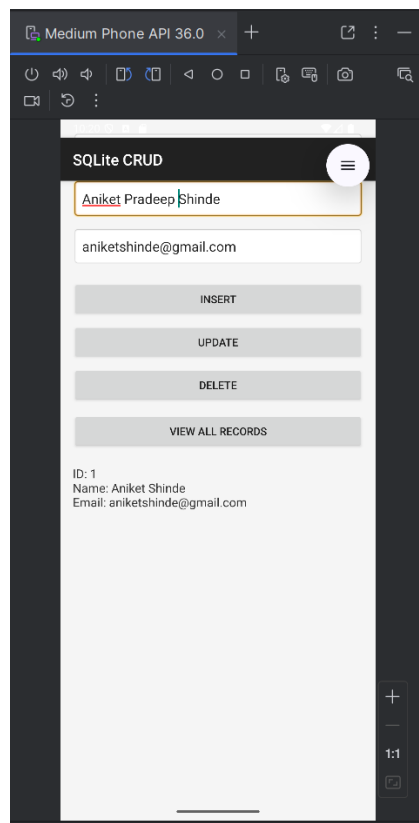 Medium Phone API 36.0
SQLite CRUD
Aniket Pradeep Shinde
aniketshinde@gmail.com
INSERT
UPDATE
DELETE
VIEW ALL RECORDS
ID: 1
Name: Aniket Shinde
Email: aniketshinde@gmail.com
1:1